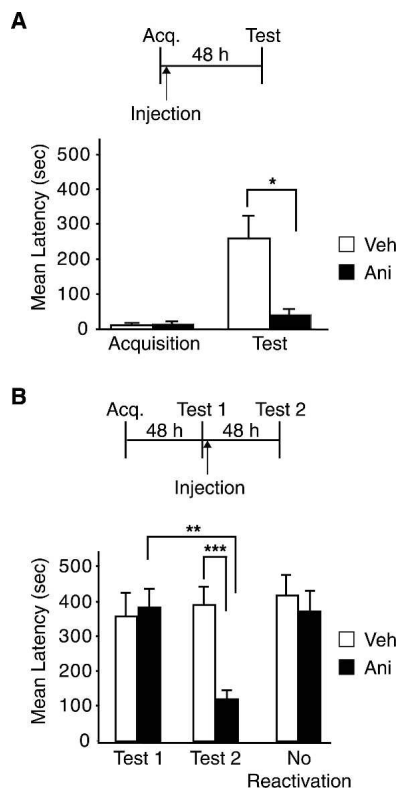 A
Acq. Test
48 h
Injection
Mean Latency (sec)
500
400
300
200
100
0
*
Veh
Ani
Acquisition Test
B
Acq. Test 1 Test 2
48 h 48 h
Injection
Mean Latency (sec)
500
400
300
200
100
0
**
***
Veh
Ani
Test 1 Test 2 No
Reactivation